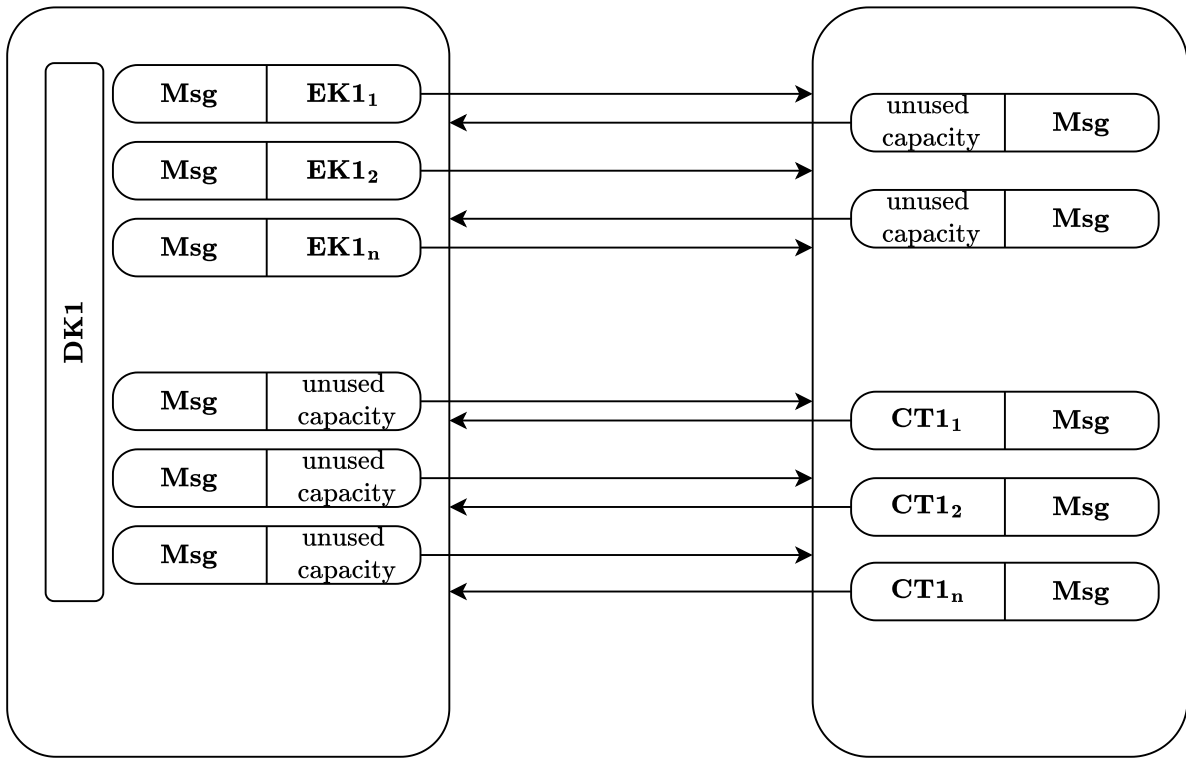 DK1
Msg EK1₁
Msg EK1₂
Msg EK1ₙ
Msg unused
capacity
Msg unused
capacity
Msg unused
capacity
unused
capacity Msg
unused
capacity Msg
CT1₁ Msg
CT1₂ Msg
CT1ₙ Msg